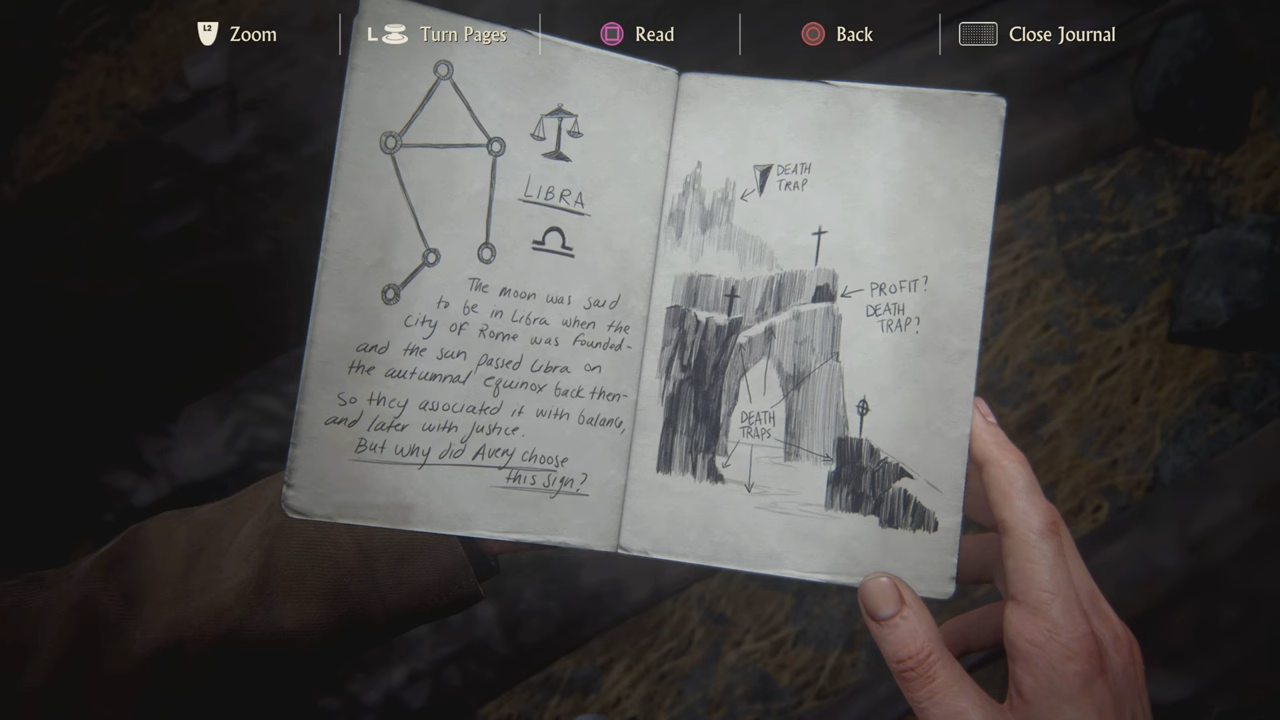 L2 Zoom
L Turn Pages
Read
Back
Close Journal
LIBRA
The moon was said
to be in Libra when the
city of Rome was founded-
and the sun passed Libra on
the autumnal equinox back then-
So they associated it with balance,
and later with justice.
But why did Avery choose
this sign?
DEATH
TRAP
PROFIT?
DEATH
TRAP?
DEATH
TRAPS